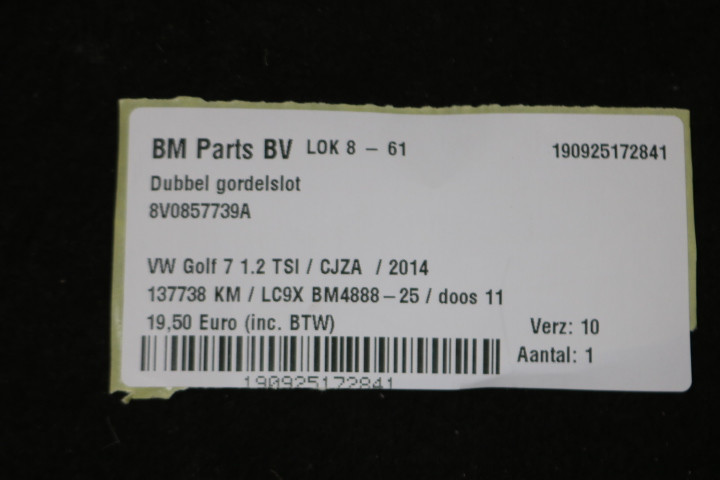 BM Parts BV LOK 8 - 61 190925172841
Dubbel gordelslot
8V0857739A
VW Golf 7 1.2 TSI / CJZA / 2014
137738 KM / LC9X BM4888-25 / doos 11
19,50 Euro (inc. BTW) Verz: 10
Aantal: 1
190925172841